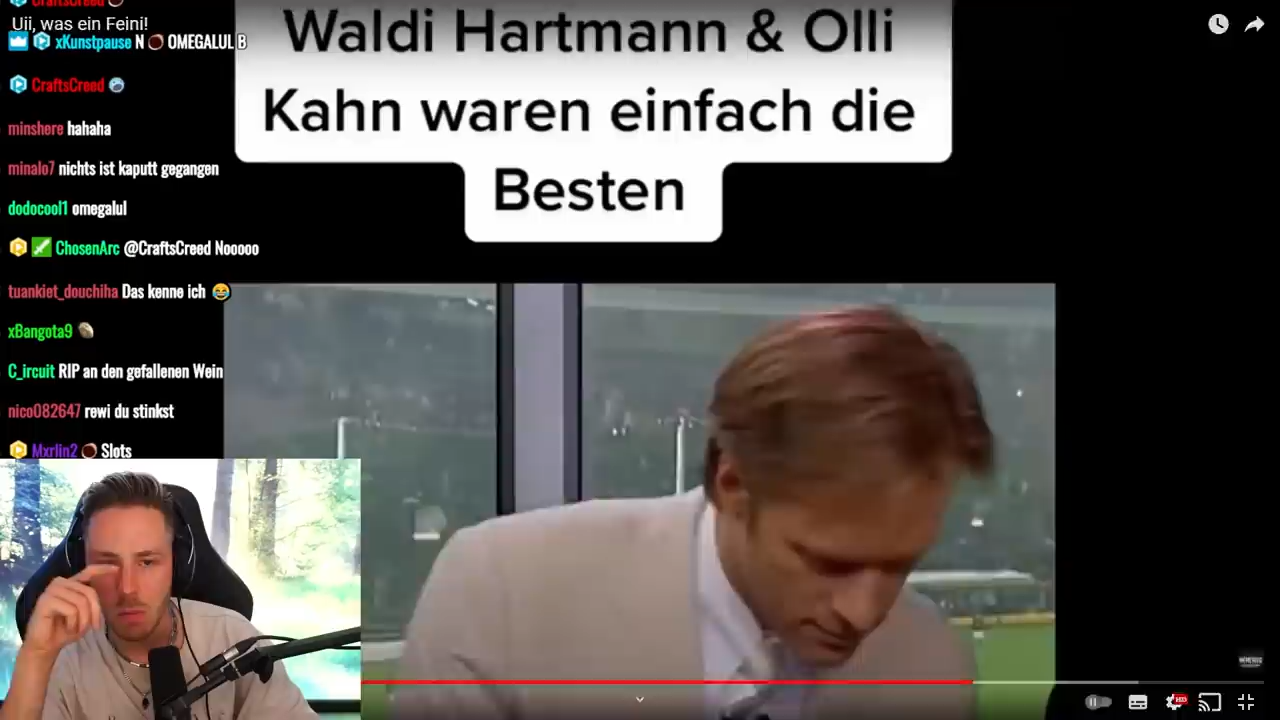 CraftsCreed
Uii, was ein Feini!
xKunstpause N OMEGALUL B
CraftsCreed
minshere hahaha
minalo7 nichts ist kaputt gegangen
dodocool1 omegalul
ChosenArc @CraftsCreed Nooooo
tuankiet_douchiha Das kenne ich
xBangota9
C_ircuit RIP an den gefallenen Wein
nico082647 rewi du stinkst
Mxrlin2 Slots
Waldi Hartmann & Olli
Kahn waren einfach die
Besten
HD